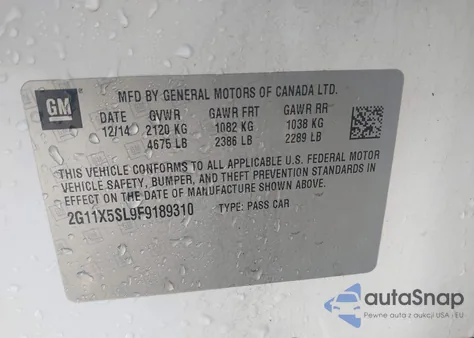 GM
MFD BY GENERAL MOTORS OF CANADA LTD.
DATE GVWR GAWR FRT GAWR RR
12/14 2120 KG 1082 KG 1038 KG
4675 LB 2386 LB 2289 LB
THIS VEHICLE CONFORMS TO ALL APPLICABLE U.S. FEDERAL MOTOR
VEHICLE SAFETY, BUMPER, AND THEFT PREVENTION STANDARDS IN
EFFECT ON THE DATE OF MANUFACTURE SHOWN ABOVE.
2G11X5SL9F9189310 TYPE: PASS CAR
autoSnap
Pewne auta z aukcji USA i EU